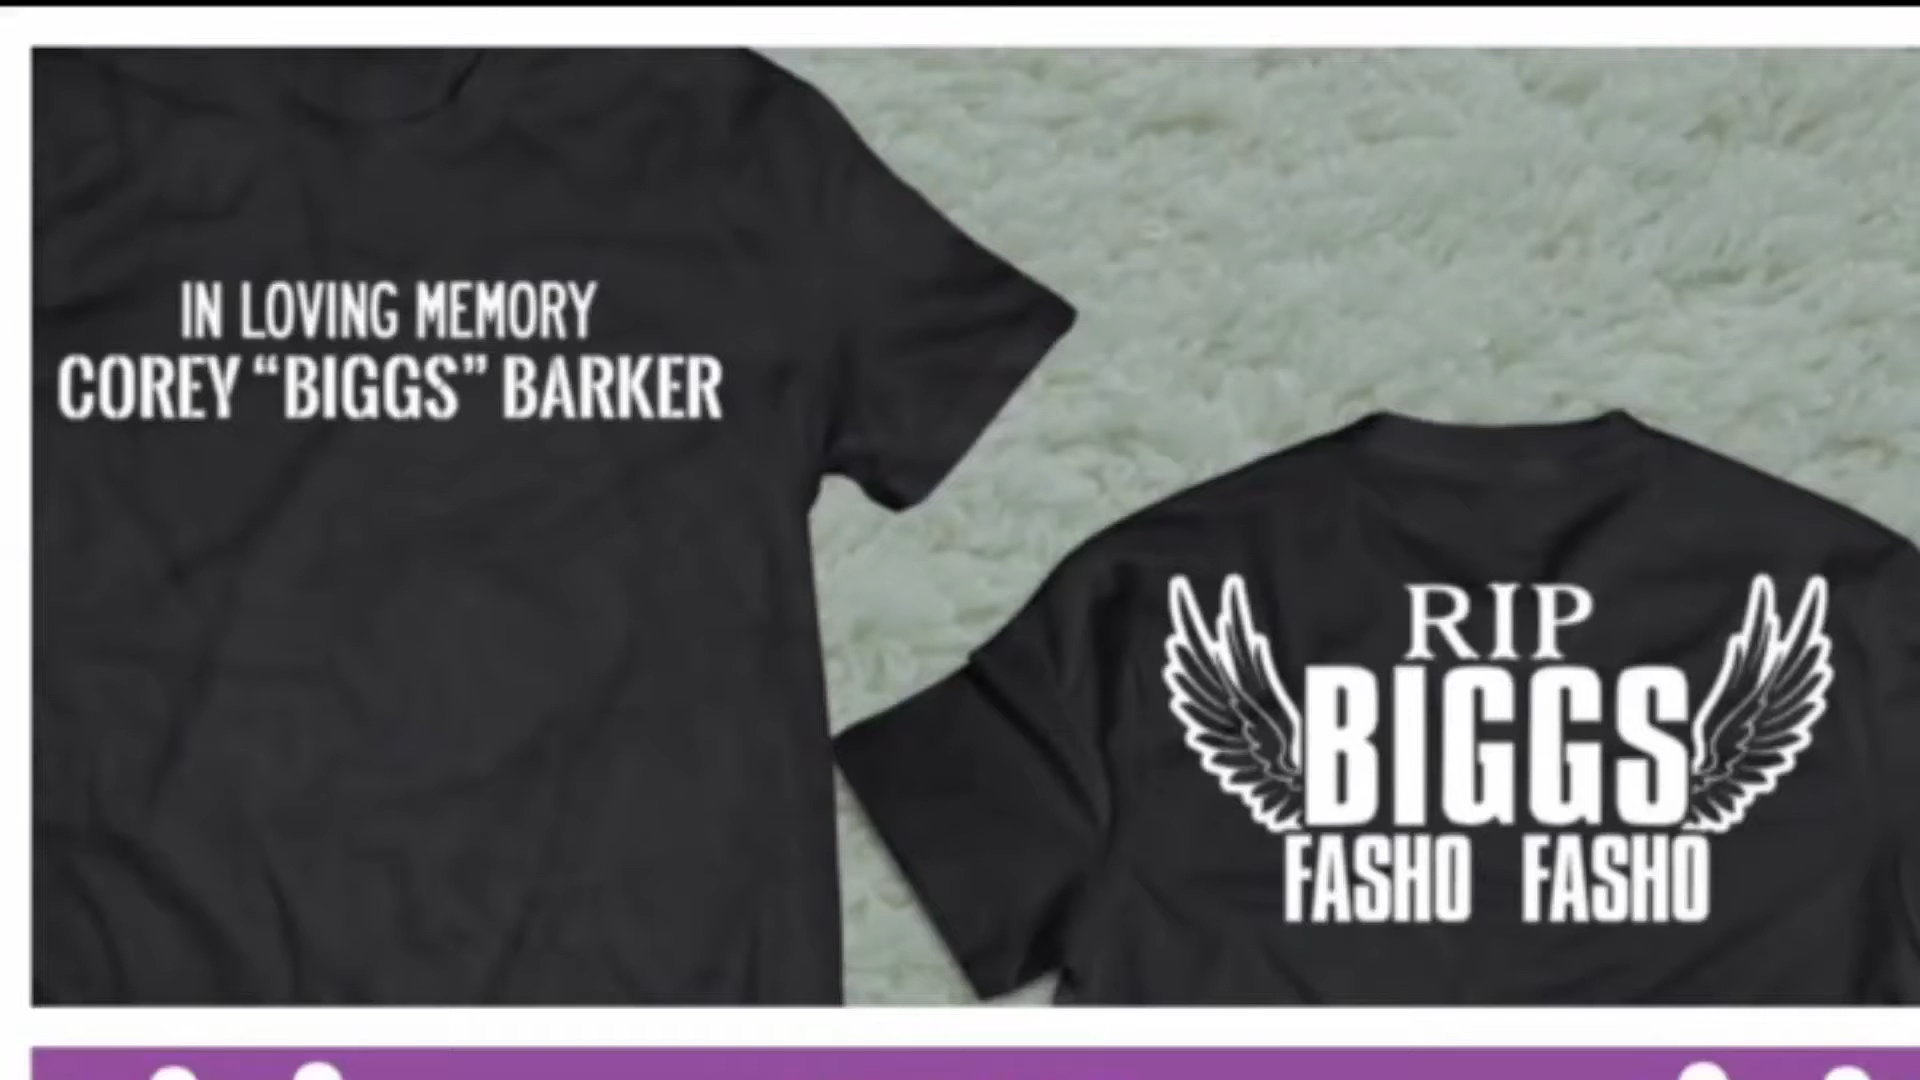 IN LOVING MEMORY
COREY “BIGGS” BARKER
RIP
BIGGS
FASHO FASHO